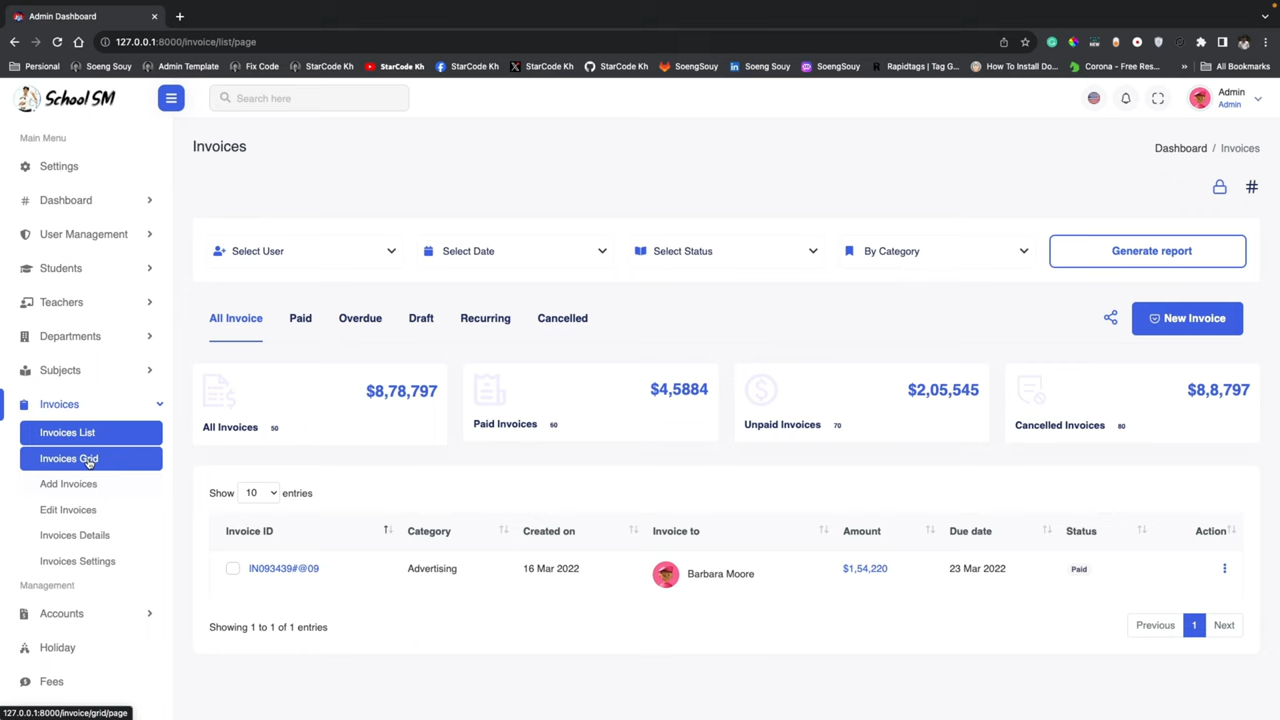 Admin Dashboard
127.0.0.1:8000/invoice/list/page
Personal Soeng Souy Admin Template Fix Code StarCode Kh StarCode Kh StarCode Kh StarCode Kh StarCode Kh SoengSouy Soeng Souy SoengSouy Rapidtags | Tag G... How To Install Do... Corona - Free Res... » All Bookmarks
School SM
Search here
Admin
Admin
Main Menu
Settings
Dashboard
User Management
Students
Teachers
Departments
Subjects
Invoices
Invoices List
Invoices Grid
Add Invoices
Edit Invoices
Invoices Details
Invoices Settings
Management
Accounts
Holiday
Fees
127.0.0.1:8000/invoice/grid/page
Invoices
Dashboard / Invoices
Select User Select Date Select Status By Category Generate report
All Invoice Paid Overdue Draft Recurring Cancelled New Invoice
$8,78,797 $4,5884 $2,05,545 $8,8,797
All Invoices 50 Paid Invoices 60 Unpaid Invoices 70 Cancelled Invoices 80
Show 10 entries
Invoice ID Category Created on Invoice to Amount Due date Status Action
IN093439#@09 Advertising 16 Mar 2022 Barbara Moore $1,54,220 23 Mar 2022 Paid
Showing 1 to 1 of 1 entries
Previous 1 Next